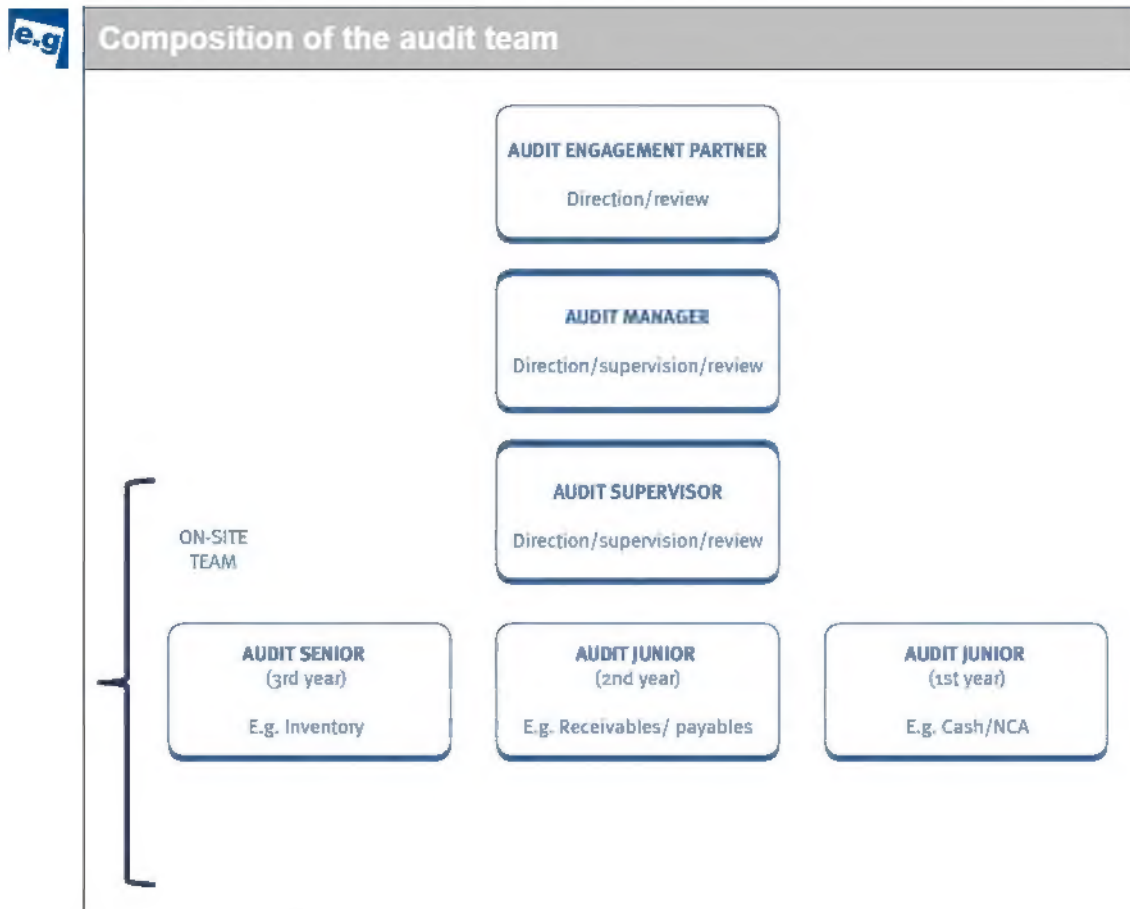 e.g
Composition of the audit team
AUDIT ENGAGEMENT PARTNER
Direction/review
AUDIT MANAGER
Direction/supervision/review
AUDIT SUPERVISOR
Direction/supervision/review
ON-SITE
TEAM
AUDIT SENIOR
(3rd year)
E.g. Inventory
AUDIT JUNIOR
(2nd year)
E.g. Receivables/ payables
AUDIT JUNIOR
(1st year)
E.g. Cash/NCA